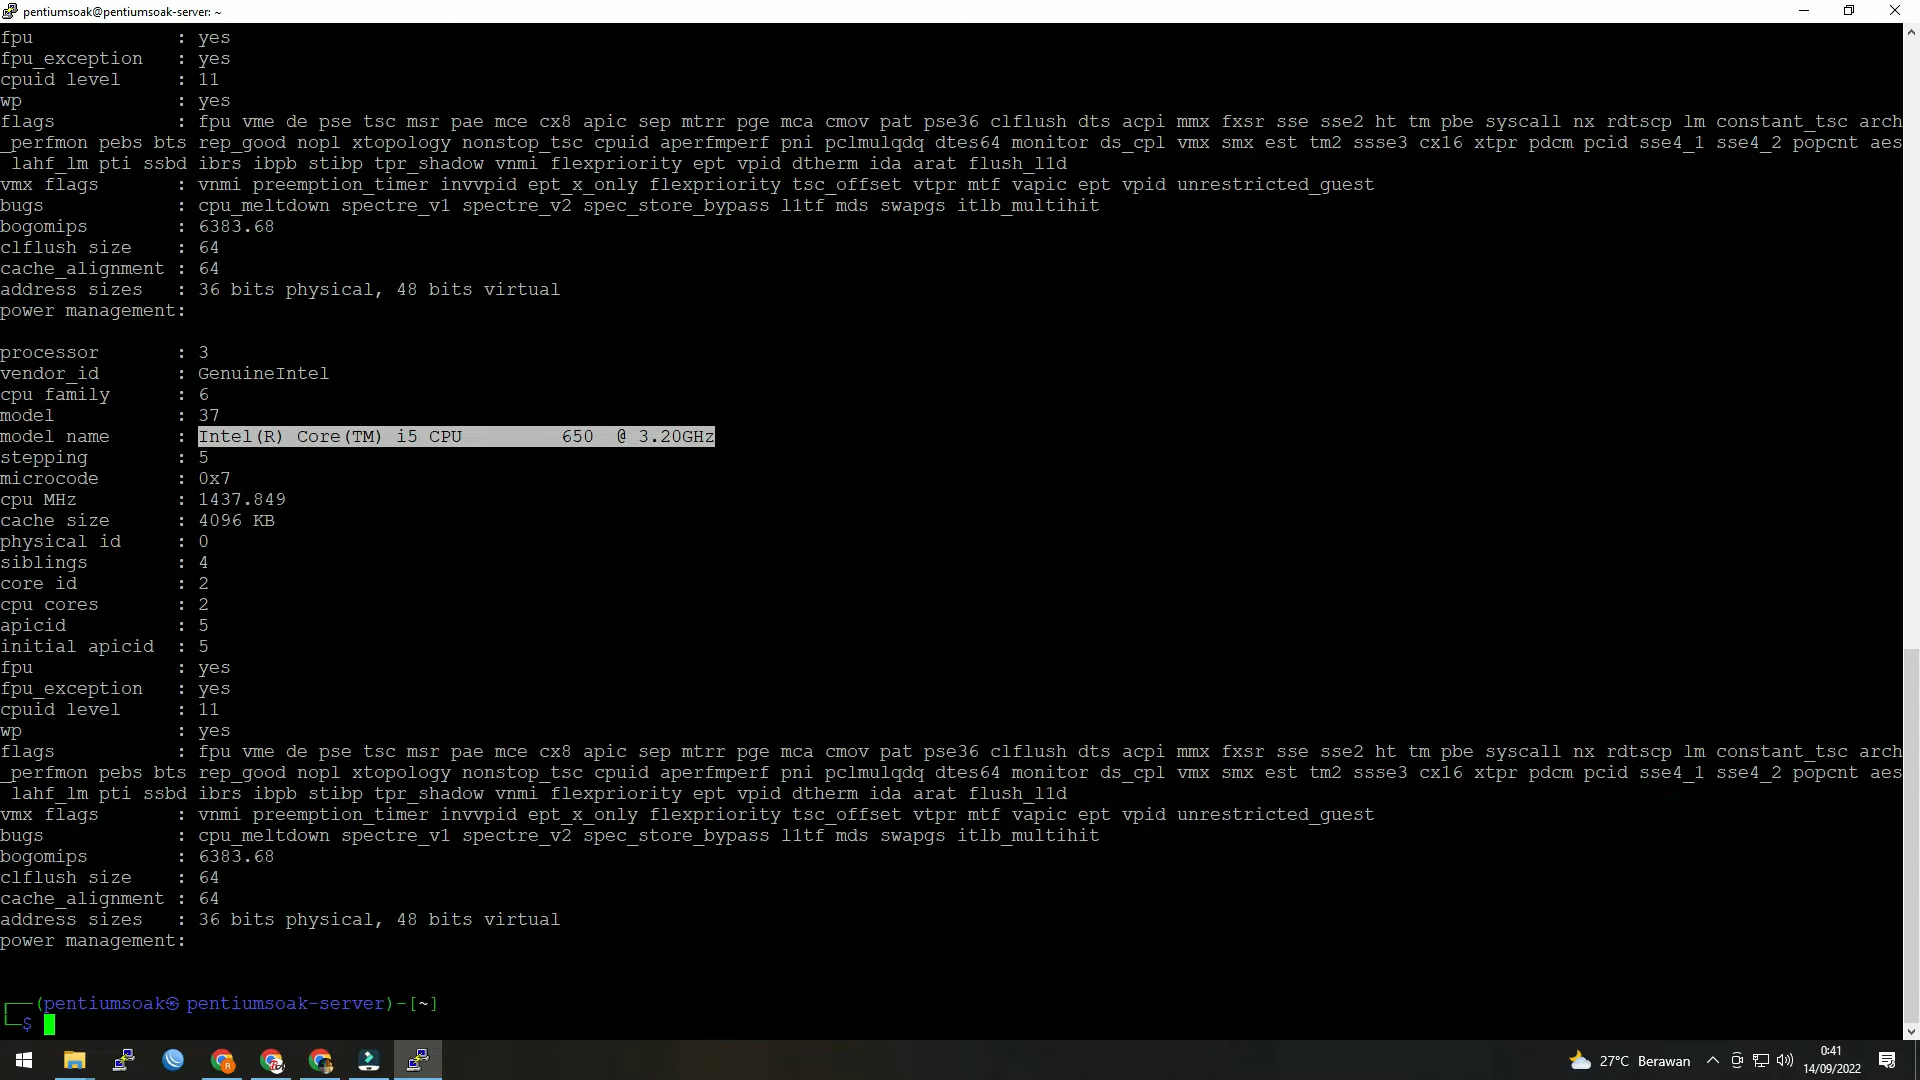 pentiumsoak@pentiumsoak-server: ~
fpu : yes
fpu_exception : yes
cpuid level : 11
wp : yes
flags : fpu vme de pse tsc msr pae mce cx8 apic sep mtrr pge mca cmov pat pse36 clflush dts acpi mmx fxsr sse sse2 ht tm pbe syscall nx rdtscp lm constant_tsc arch
_perfmon pebs bts rep_good nopl xtopology nonstop_tsc cpuid aperfmperf pni pclmulqdq dtes64 monitor ds_cpl vmx smx est tm2 ssse3 cx16 xtpr pdcm pcid sse4_1 sse4_2 popcnt aes
lahf_lm pti ssbd ibrs ibpb stibp tpr_shadow vnmi flexpriority ept vpid dtherm ida arat flush_l1d
vmx flags : vnmi preemption_timer invvpid ept_x_only flexpriority tsc_offset vtpr mtf vapic ept vpid unrestricted_guest
bugs : cpu_meltdown spectre_v1 spectre_v2 spec_store_bypass l1tf mds swapgs itlb_multihit
bogomips : 6383.68
clflush size : 64
cache_alignment : 64
address sizes : 36 bits physical, 48 bits virtual
power management:
processor : 3
vendor_id : GenuineIntel
cpu family : 6
model : 37
model name : Intel(R) Core(TM) i5 CPU 650 @ 3.20GHz
stepping : 5
microcode : 0x7
cpu MHz : 1437.849
cache size : 4096 KB
physical id : 0
siblings : 4
core id : 2
cpu cores : 2
apicid : 5
initial apicid : 5
fpu : yes
fpu_exception : yes
cpuid level : 11
wp : yes
flags : fpu vme de pse tsc msr pae mce cx8 apic sep mtrr pge mca cmov pat pse36 clflush dts acpi mmx fxsr sse sse2 ht tm pbe syscall nx rdtscp lm constant_tsc arch
_perfmon pebs bts rep_good nopl xtopology nonstop_tsc cpuid aperfmperf pni pclmulqdq dtes64 monitor ds_cpl vmx smx est tm2 ssse3 cx16 xtpr pdcm pcid sse4_1 sse4_2 popcnt aes
lahf_lm pti ssbd ibrs ibpb stibp tpr_shadow vnmi flexpriority ept vpid dtherm ida arat flush_l1d
vmx flags : vnmi preemption_timer invvpid ept_x_only flexpriority tsc_offset vtpr mtf vapic ept vpid unrestricted_guest
bugs : cpu_meltdown spectre_v1 spectre_v2 spec_store_bypass l1tf mds swapgs itlb_multihit
bogomips : 6383.68
clflush size : 64
cache_alignment : 64
address sizes : 36 bits physical, 48 bits virtual
power management:
┌──(pentiumsoak㉿ pentiumsoak-server)-[~]
└─$
27°C Berawan
0:41
14/09/2022